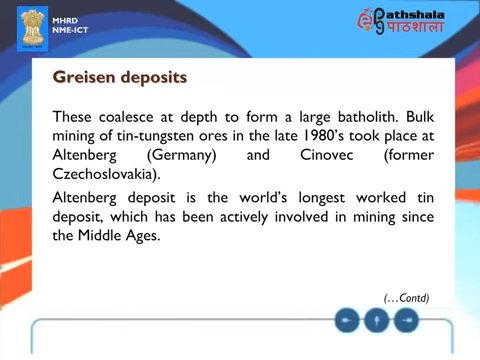 MHRD
NME-ICT
Pathshala
पाठशाला
Greisen deposits
These coalesce at depth to form a large batholith. Bulk
mining of tin-tungsten ores in the late 1980's took place at
Altenberg (Germany) and Cinovec (former
Czechoslovakia).
Altenberg deposit is the world's longest worked tin
deposit, which has been actively involved in mining since
the Middle Ages.
(...Contd)